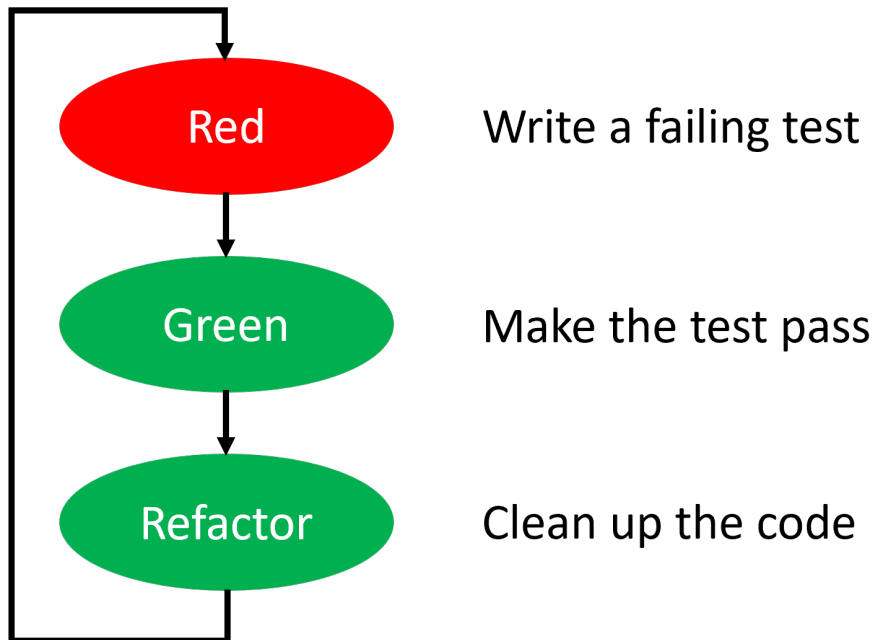 Red
Write a failing test
Green
Make the test pass
Refactor
Clean up the code